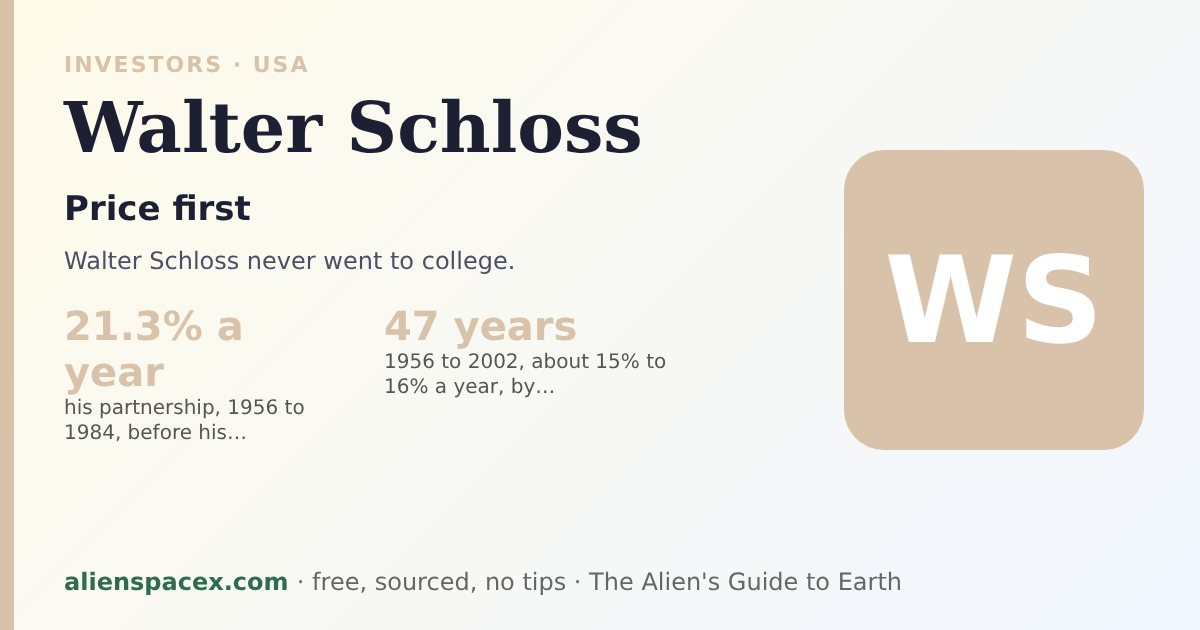 INVESTORS · USA
Walter Schloss
Price first
Walter Schloss never went to college.
21.3% a
year
his partnership, 1956 to
1984, before his…
47 years
1956 to 2002, about 15% to
16% a year, by…
WS
alienspacex.com · free, sourced, no tips · The Alien's Guide to Earth